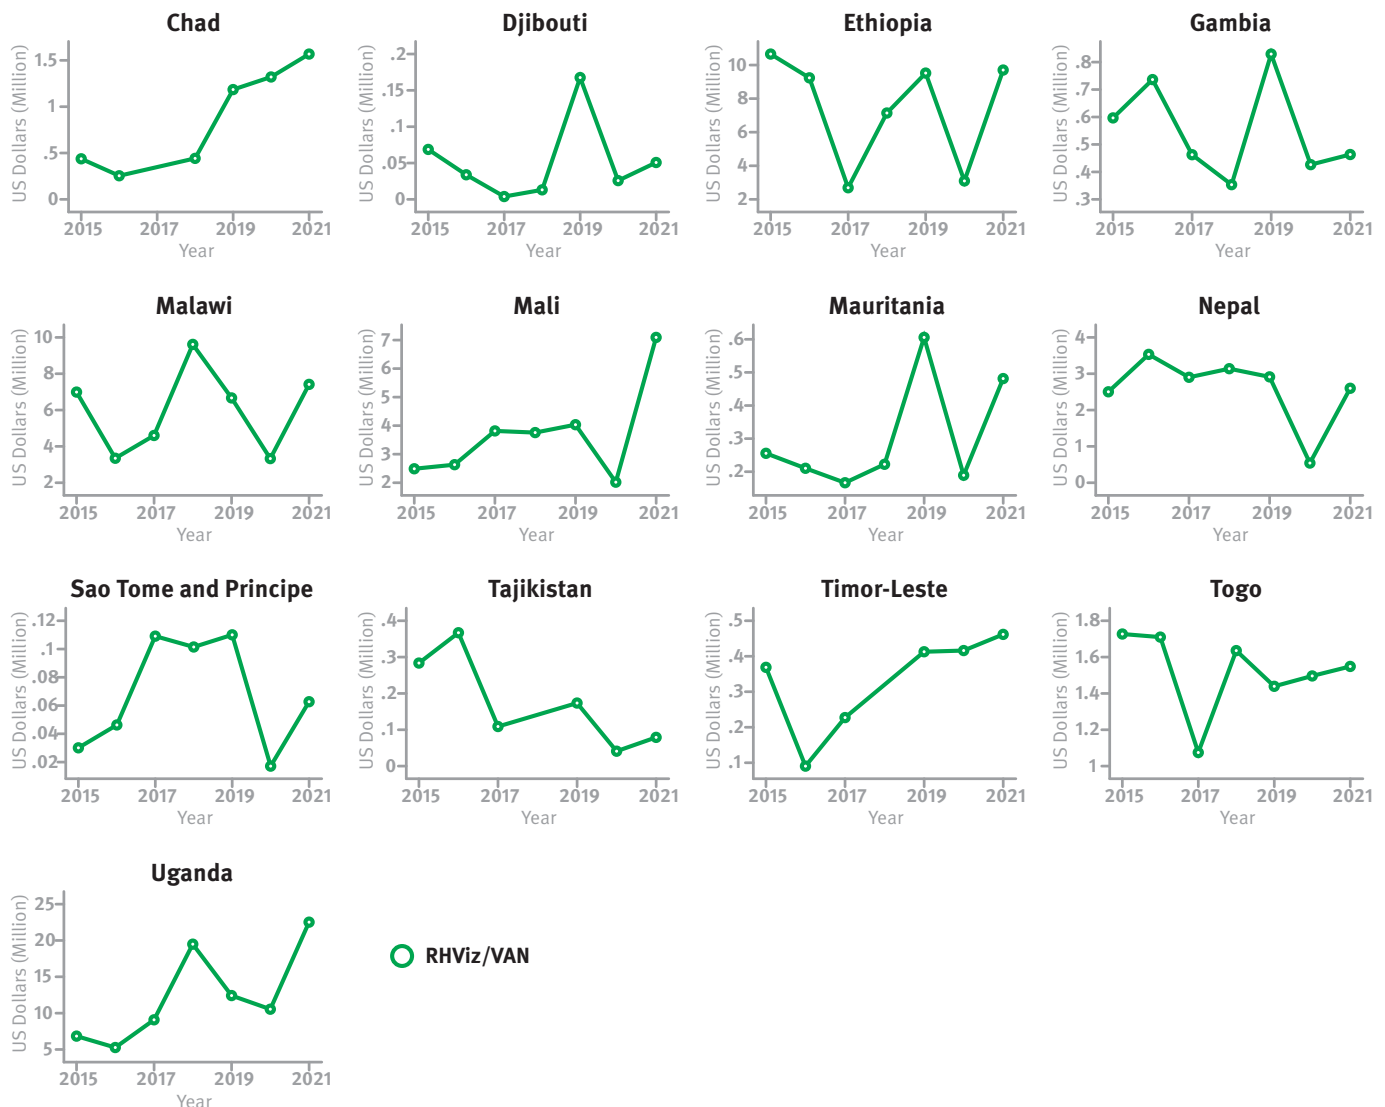 Chad
US Dollars (Million)
1.5
1
.5
0
2015 2017 2019 2021
Year
Djibouti
US Dollars (Million)
.2
.15
.1
.05
0
2015 2017 2019 2021
Year
Ethiopia
US Dollars (Million)
10
8
6
4
2
2015 2017 2019 2021
Year
Gambia
US Dollars (Million)
.8
.7
.6
.5
.4
.3
2015 2017 2019 2021
Year
Malawi
US Dollars (Million)
10
8
6
4
2
2015 2017 2019 2021
Year
Mali
US Dollars (Million)
7
6
5
4
3
2
2015 2017 2019 2021
Year
Mauritania
US Dollars (Million)
.6
.5
.4
.3
.2
2015 2017 2019 2021
Year
Nepal
US Dollars (Million)
4
3
2
1
0
2015 2017 2019 2021
Year
Sao Tome and Principe
US Dollars (Million)
.12
.1
.08
.06
.04
.02
2015 2017 2019 2021
Year
Tajikistan
US Dollars (Million)
.4
.3
.2
.1
0
2015 2017 2019 2021
Year
Timor-Leste
US Dollars (Million)
.5
.4
.3
.2
.1
2015 2017 2019 2021
Year
Togo
US Dollars (Million)
1.8
1.6
1.4
1.2
1
2015 2017 2019 2021
Year
Uganda
US Dollars (Million)
25
20
15
10
5
2015 2017 2019 2021
Year
RHViz/VAN